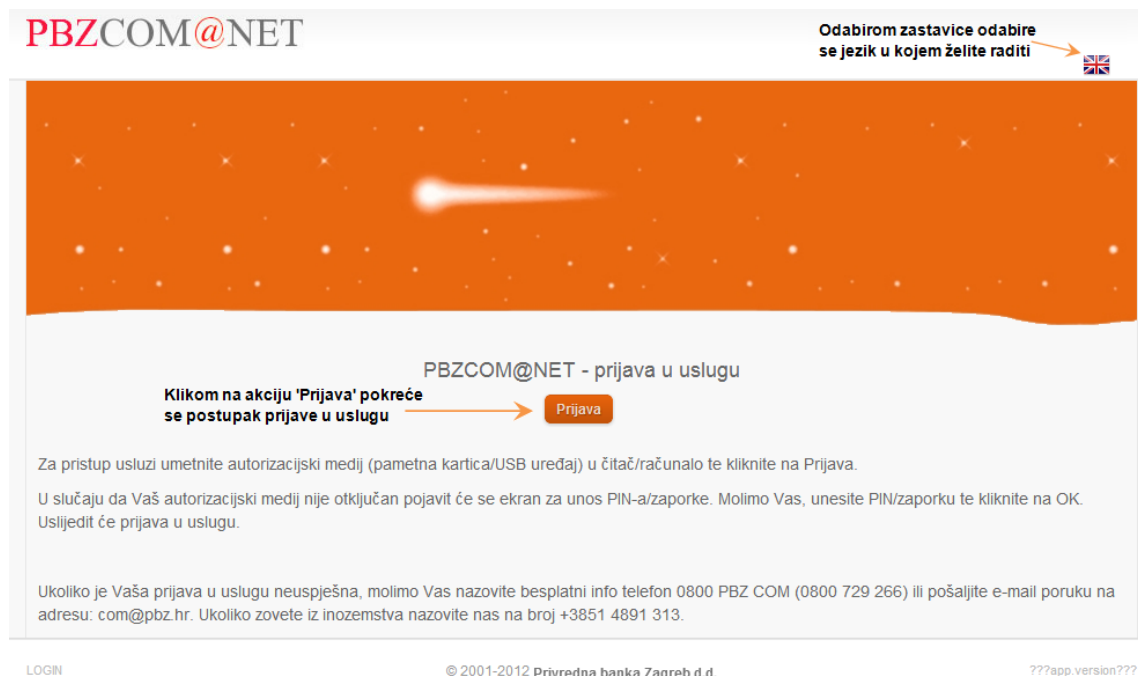 PBZCOM@NET
Odabirom zastavice odabire
se jezik u kojem želite raditi
PBZCOM@NET - prijava u uslugu
Klikom na akciju 'Prijava' pokreće
se postupak prijave u uslugu
Prijava
Za pristup usluzi umetnite autorizacijski medij (pametna kartica/USB uređaj) u čitač/računalo te kliknite na Prijava.
U slučaju da Vaš autorizacijski medij nije otključan pojavit će se ekran za unos PIN-a/zaporke. Molimo Vas, unesite PIN/zaporku te kliknite na OK.
Uslijedit će prijava u uslugu.
Ukoliko je Vaša prijava u uslugu neuspješna, molimo Vas nazovite besplatni info telefon 0800 PBZ COM (0800 729 266) ili pošaljite e-mail poruku na
adresu: com@pbz.hr. Ukoliko zovete iz inozemstva nazovite nas na broj +3851 4891 313.
LOGIN
© 2001-2012 Privredna banka Zagreb d.d.
???app.version???